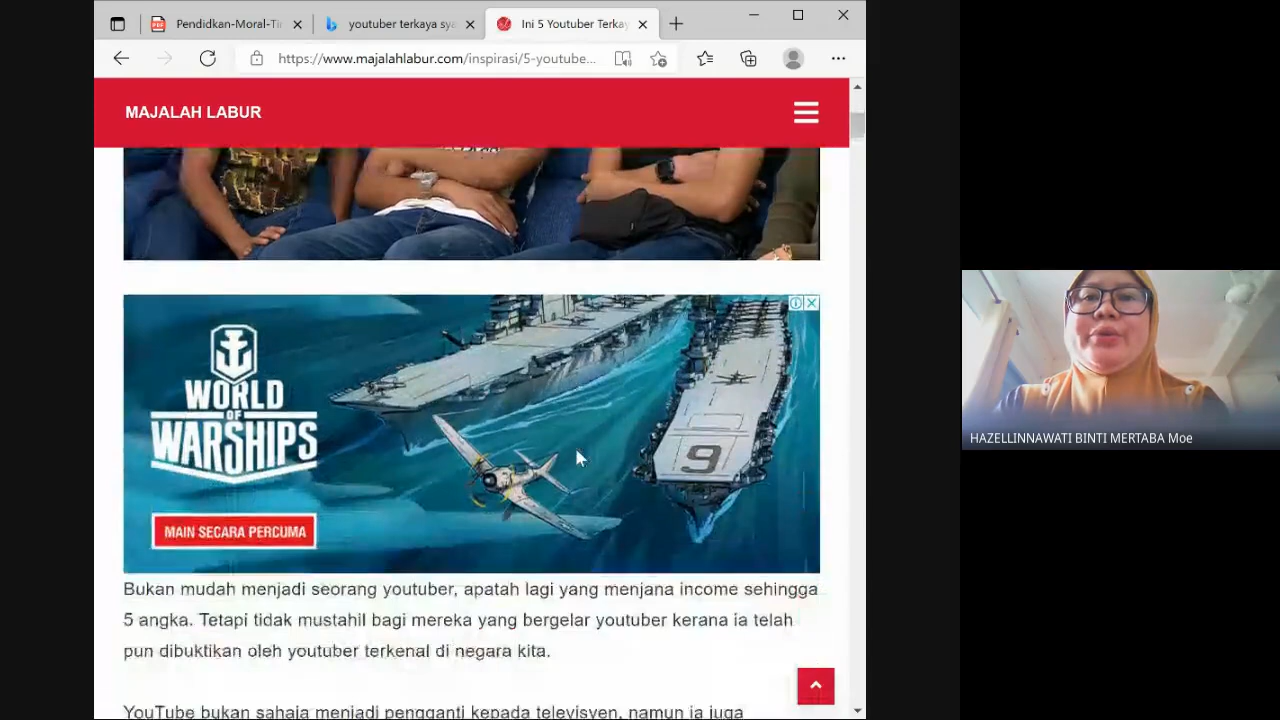 Pendidkan-Moral-Ti
youtuber terkaya sya
Ini 5 Youtuber Terkay
https://www.majalahlabur.com/inspirasi/5-youtube...
MAJALAH LABUR
WORLD
OF
WARSHIPS
9
MAIN SECARA PERCUMA
HAZELLINNAWATI BINTI MERTABA Moe
Bukan mudah menjadi seorang youtuber, apatah lagi yang menjana income sehingga
5 angka. Tetapi tidak mustahil bagi mereka yang bergelar youtuber kerana ia telah
pun dibuktikan oleh youtuber terkenal di negara kita.
YouTube bukan sahaja menjadi pengganti kepada televisyen, namun ia juga